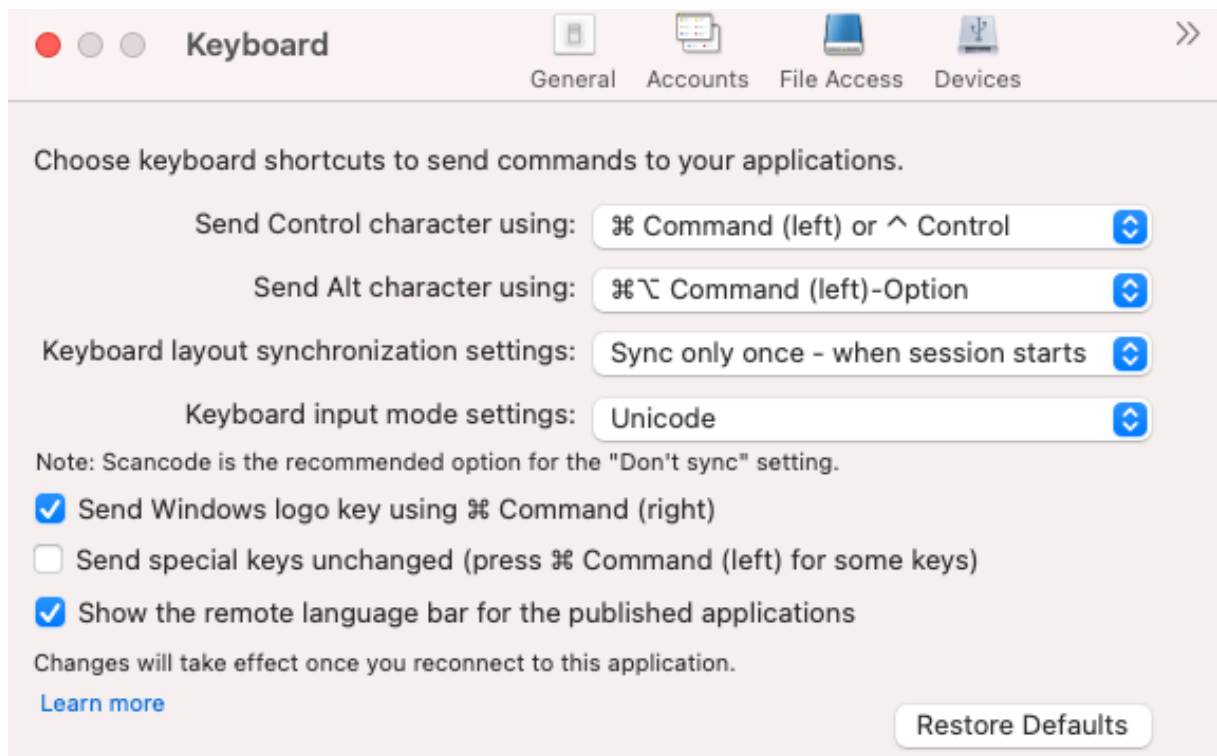 Keyboard
General Accounts File Access Devices
Choose keyboard shortcuts to send commands to your applications.
Send Control character using: ⌘ Command (left) or ^ Control
Send Alt character using: ⌘⌥ Command (left)-Option
Keyboard layout synchronization settings: Sync only once - when session starts
Keyboard input mode settings: Unicode
Note: Scancode is the recommended option for the "Don't sync" setting.
Send Windows logo key using ⌘ Command (right)
Send special keys unchanged (press ⌘ Command (left) for some keys)
Show the remote language bar for the published applications
Changes will take effect once you reconnect to this application.
Learn more
Restore Defaults